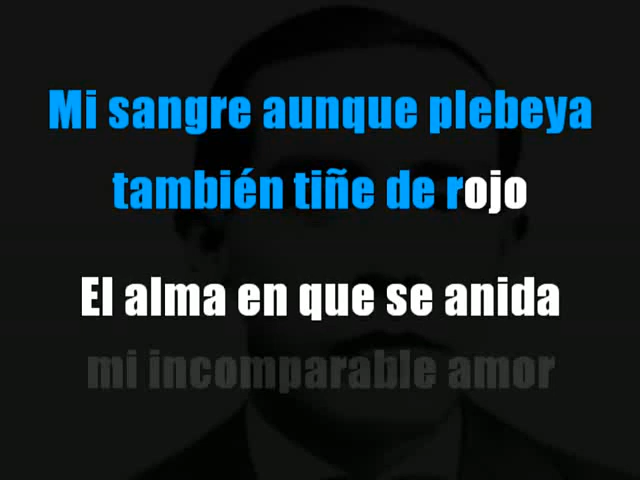 Mi sangre aunque plebeya
también tiñe de rojo
El alma en que se anida
mi incomparable amor